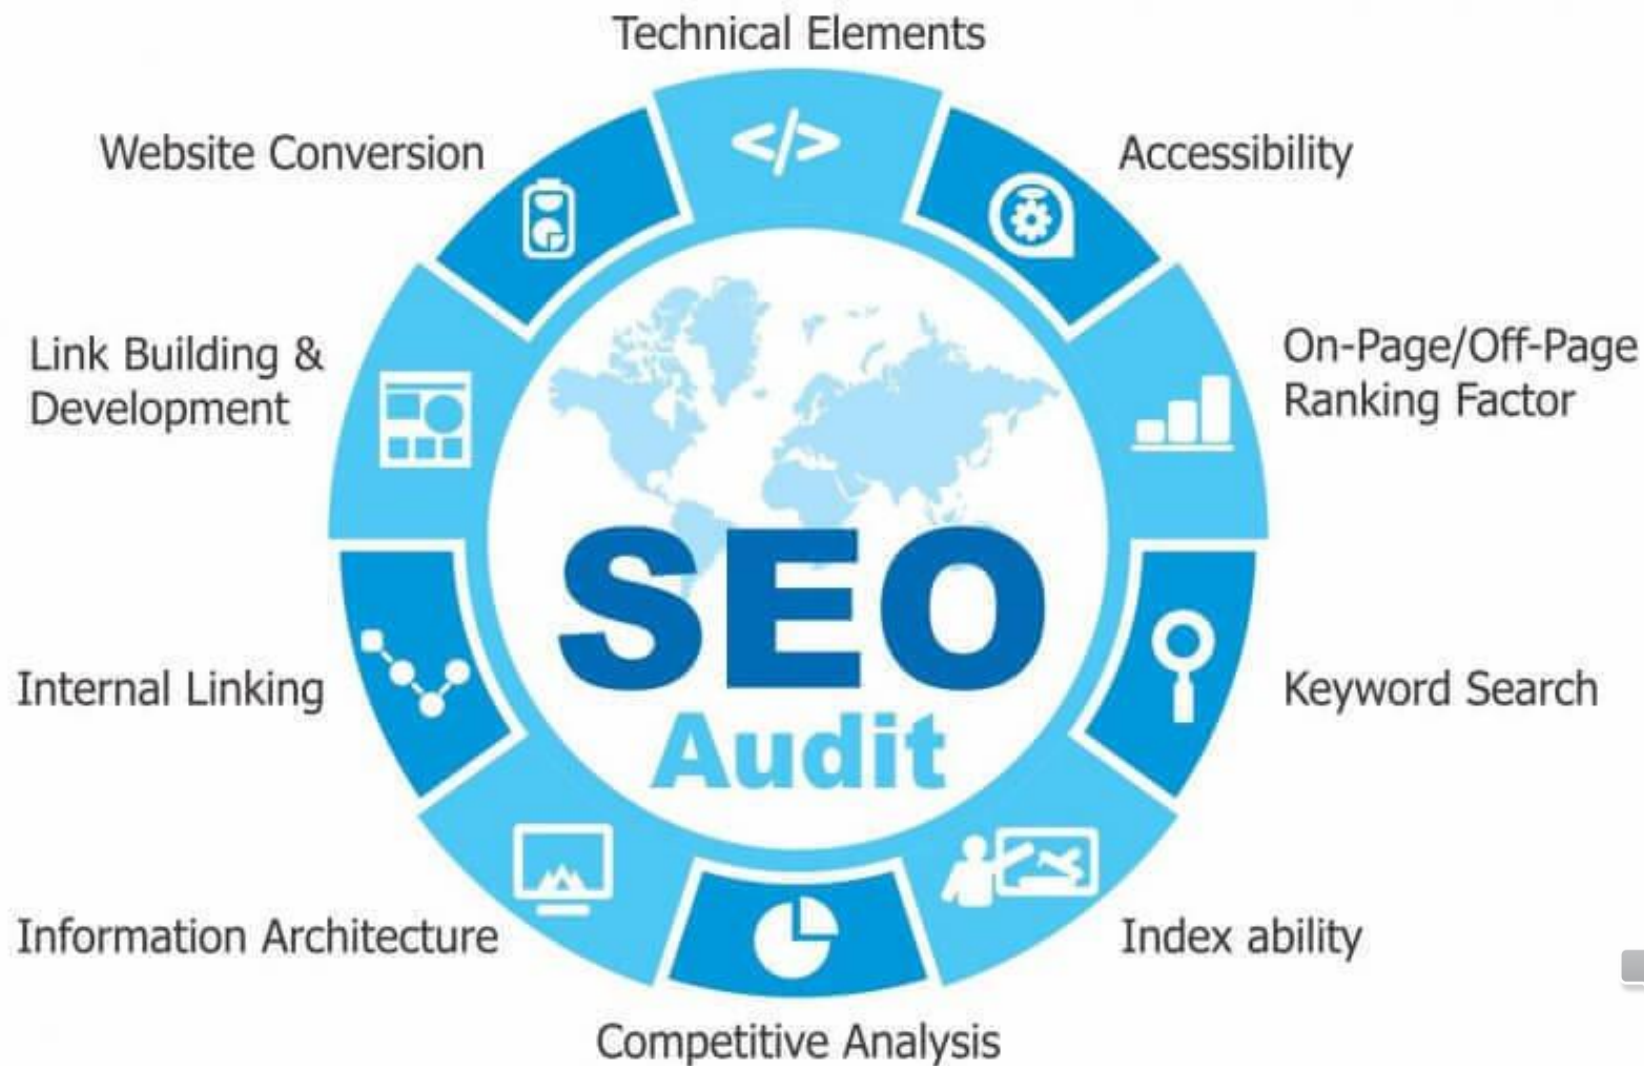 Technical Elements
Website Conversion
Accessibility
Link Building &
Development
On-Page/Off-Page
Ranking Factor
SEO
Audit
Internal Linking
Keyword Search
Information Architecture
Index ability
Competitive Analysis